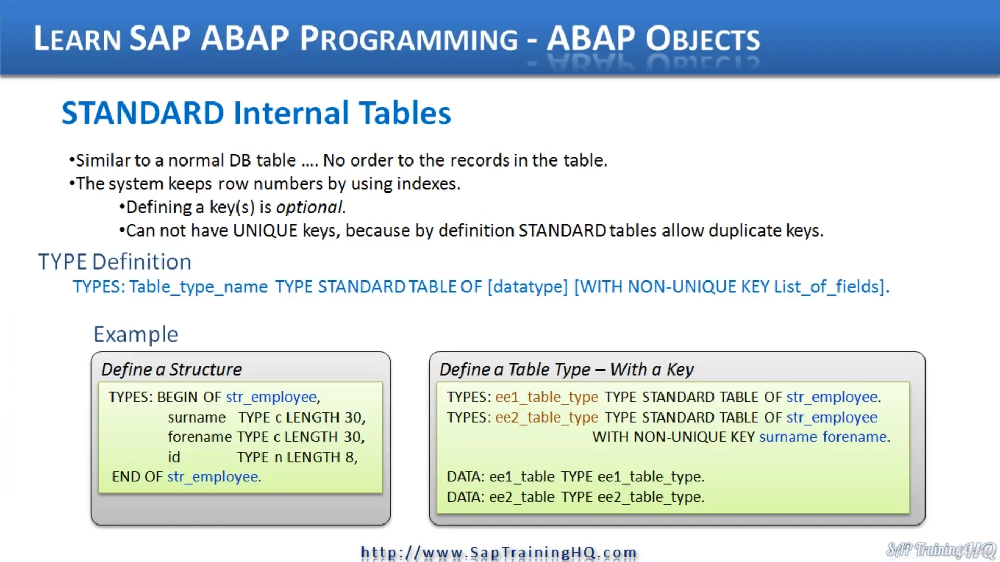 LEARN SAP ABAP PROGRAMMING - ABAP OBJECTS
STANDARD Internal Tables
•Similar to a normal DB table .... No order to the records in the table.
•The system keeps row numbers by using indexes.
•Defining a key(s) is optional.
•Can not have UNIQUE keys, because by definition STANDARD tables allow duplicate keys.
TYPE Definition
TYPES: Table_type_name TYPE STANDARD TABLE OF [datatype] [WITH NON-UNIQUE KEY List_of_fields].
Example
Define a Structure
TYPES: BEGIN OF str_employee,
surname TYPE c LENGTH 30,
forename TYPE c LENGTH 30,
id TYPE n LENGTH 8,
END OF str_employee.
Define a Table Type – With a Key
TYPES: ee1_table_type TYPE STANDARD TABLE OF str_employee.
TYPES: ee2_table_type TYPE STANDARD TABLE OF str_employee
WITH NON-UNIQUE KEY surname forename.
DATA: ee1_table TYPE ee1_table_type.
DATA: ee2_table TYPE ee2_table_type.
http://www.SapTrainingHQ.com
SAP TrainingHQ